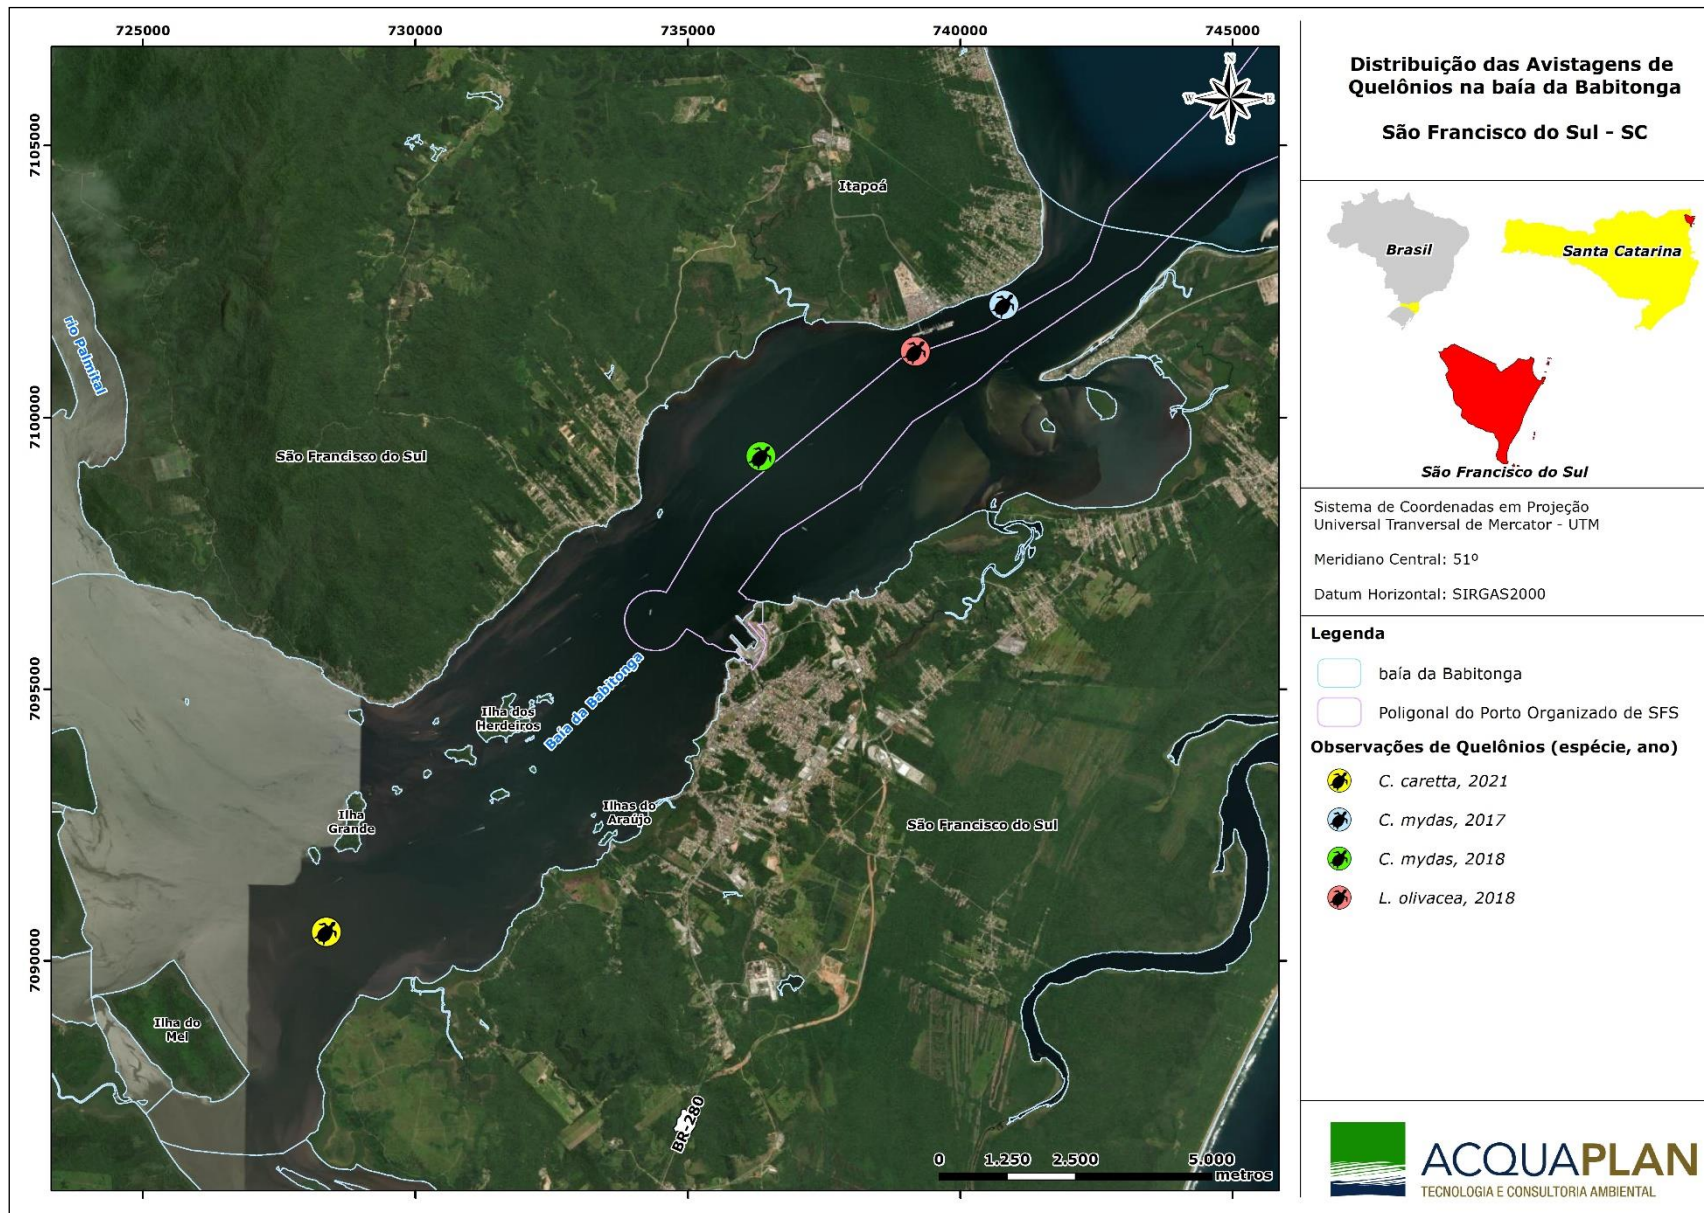 725000
730000
735000
740000
745000
7105000
7100000
7095000
7090000
N
W
E
S
Itapoá
rio Palmital
São Francisco do Sul
Baía da Babitonga
Ilha dos
Herdeiros
Ilha
Grande
Ilhas do
Araújo
São Francisco do Sul
Ilha do
Mel
BR-280
0 1.250 2.500 5.000
metros
Distribuição das Avistagens de
Quelônios na baía da Babitonga
São Francisco do Sul - SC
Brasil
Santa Catarina
São Francisco do Sul
Sistema de Coordenadas em Projeção
Universal Tranversal de Mercator - UTM
Meridiano Central: 51º
Datum Horizontal: SIRGAS2000
Legenda
baía da Babitonga
Poligonal do Porto Organizado de SFS
Observações de Quelônios (espécie, ano)
C. caretta, 2021
C. mydas, 2017
C. mydas, 2018
L. olivacea, 2018
ACQUAPLAN
TECNOLOGIA E CONSULTORIA AMBIENTAL